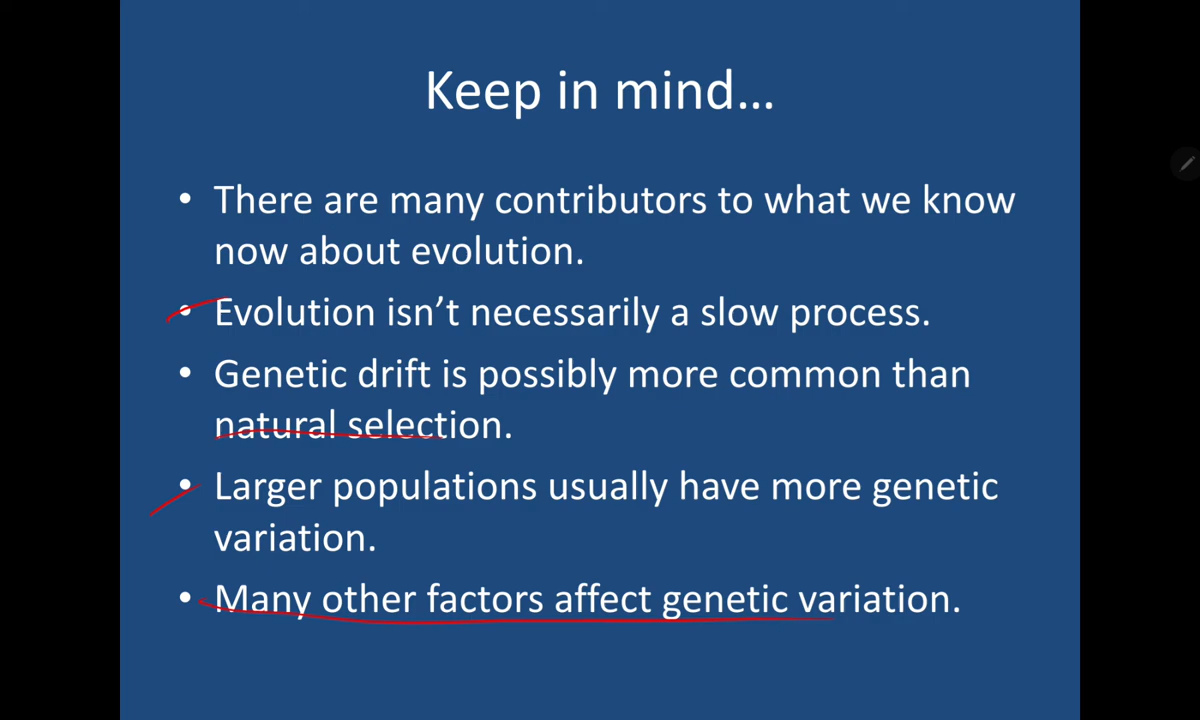 Keep in mind...
• There are many contributors to what we know
now about evolution.
• Evolution isn’t necessarily a slow process.
• Genetic drift is possibly more common than
natural selection.
• Larger populations usually have more genetic
variation.
• Many other factors affect genetic variation.